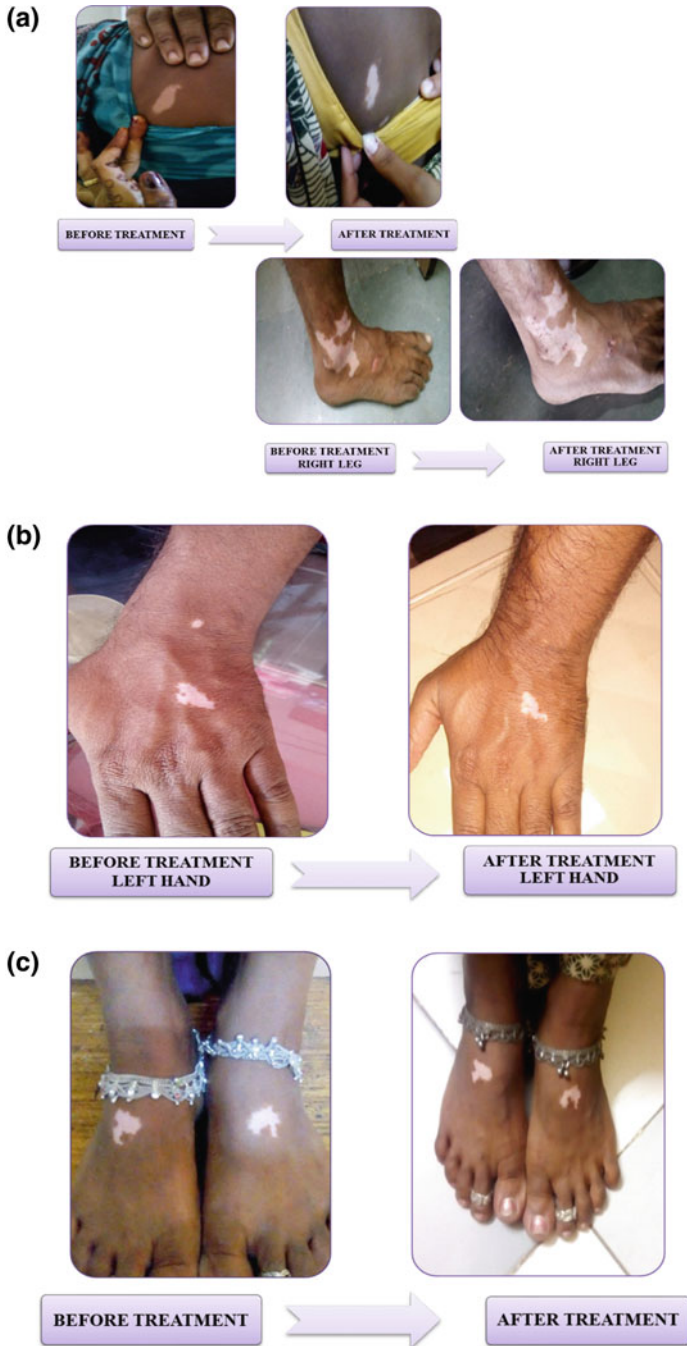 (a)
BEFORE TREATMENT
AFTER TREATMENT
BEFORE TREATMENT
RIGHT LEG
AFTER TREATMENT
RIGHT LEG
(b)
BEFORE TREATMENT
LEFT HAND
AFTER TREATMENT
LEFT HAND
(c)
BEFORE TREATMENT
AFTER TREATMENT